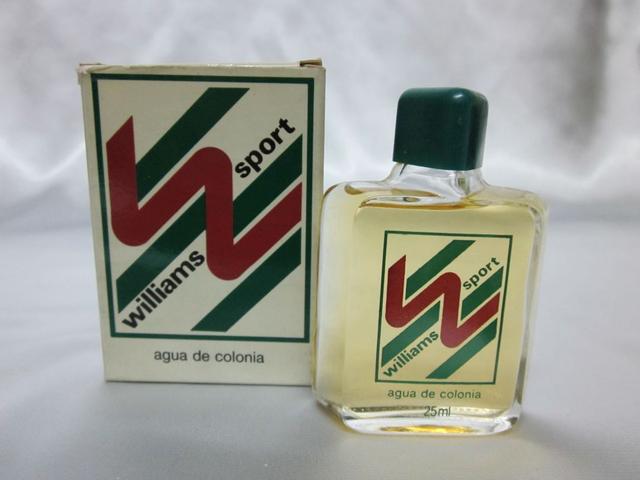 williams sport
agua de colonia
williams sport
agua de colonia
25ml